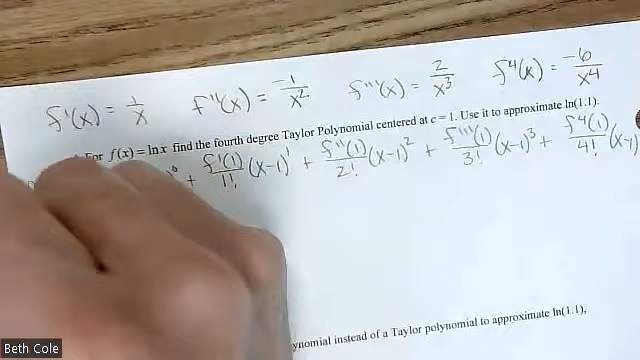 f'(x) = 1/x f''(x) = -1/x² f'''(x) = 2/x³ f⁴(x) = -6/x⁴
For f(x) = ln x find the fourth degree Taylor Polynomial centered at c = 1. Use it to approximate ln(1.1).
+ f'(1)/1! (x-1)¹ + f''(1)/2! (x-1)² + f'''(1)/3! (x-1)³ + f⁴(1)/4! (x-1)
ynomial instead of a Taylor polynomial to approximate ln(1.1),
Beth Cole